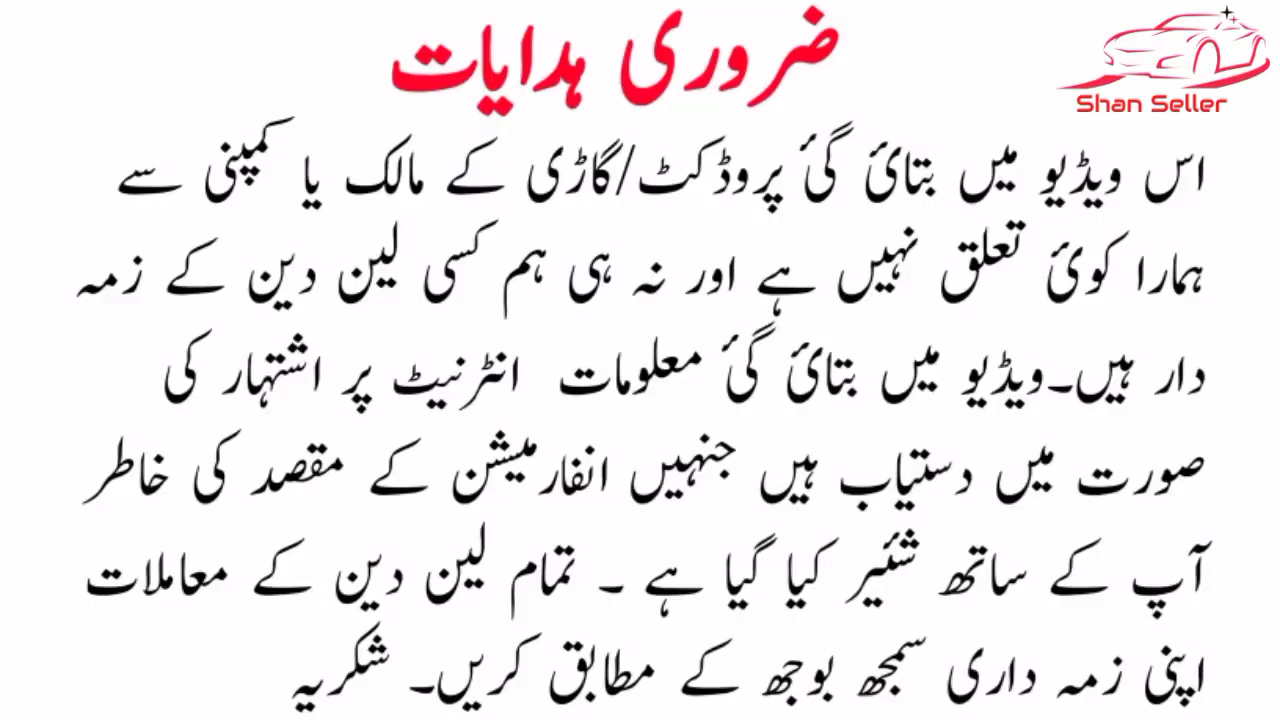 ضروری ہدایات
Shan Seller
اس ویڈیو میں بتائ گئ پروڈکٹ/گاڑی کے مالک یا کمپنی سے
ہمارا کوئ تعلق نہیں ہے اور نہ ہی ہم کسی لین دین کے زمہ
دار ہیں۔ویڈیو میں بتائ گئ معلومات انٹرنیٹ پر اشتہار کی
صورت میں دستیاب ہیں جنہیں انفارمیشن کے مقصد کی خاطر
آپ کے ساتھ شئیر کیا گیا ہے ۔ تمام لین دین کے معاملات
اپنی زمہ داری سمجھ بوجھ کے مطابق کریں۔ شکریہ